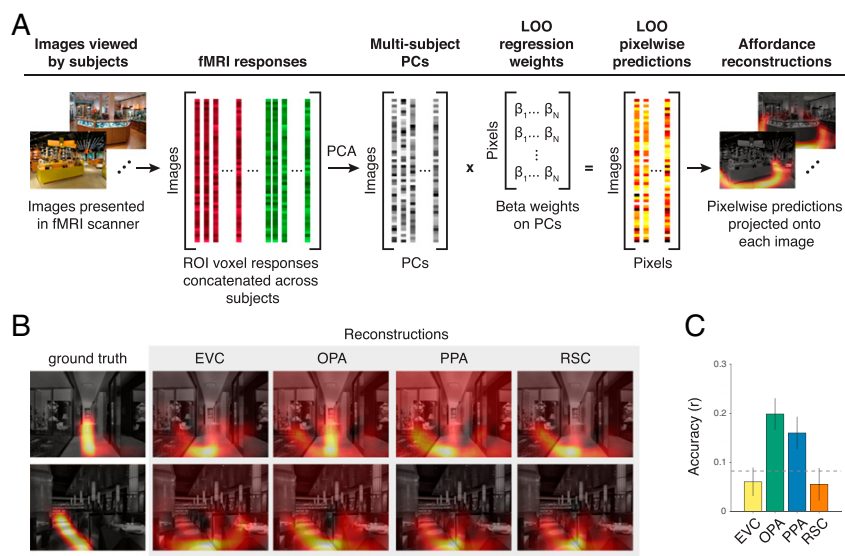 A
Images viewed
by subjects
fMRI responses
Multi-subject
PCs
LOO
regression
weights
LOO
pixelwise
predictions
Affordance
reconstructions
Images
...
...
...
PCA
Images
...
x
Pixels
β1... βN
β1... βN
⋮
β1... βN
=
Images
...
Images presented
in fMRI scanner
ROI voxel responses
concatenated across
subjects
PCs
Beta weights
on PCs
Pixels
Pixelwise predictions
projected onto
each image
B
Reconstructions
ground truth
EVC
OPA
PPA
RSC
C
Accuracy (r)
0.3
0.2
0.1
0
EVC
OPA
PPA
RSC